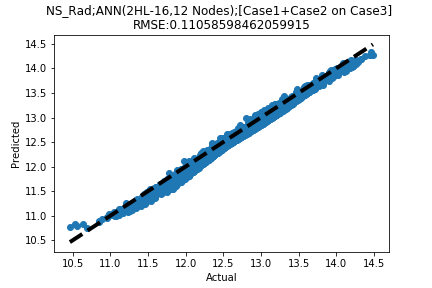 NS_Rad;ANN(2HL-16,12 Nodes);[Case1+Case2 on Case3]
RMSE:0.11058598462059915
14.5
14.0
13.5
13.0
12.5
12.0
11.5
11.0
10.5
Predicted
10.5 11.0 11.5 12.0 12.5 13.0 13.5 14.0 14.5
Actual